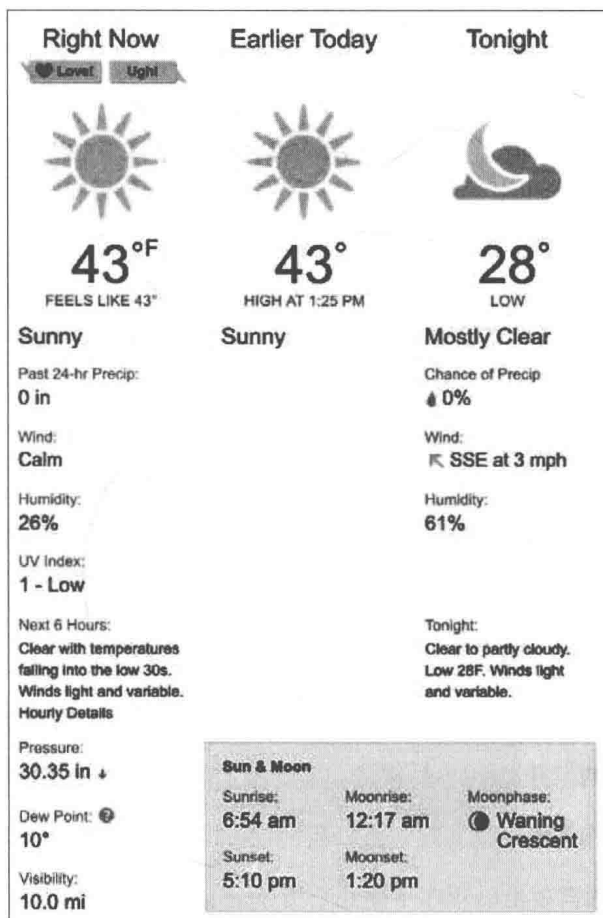 Right Now
Love!
Ugh!
43°F
FEELS LIKE 43°
Sunny
Past 24-hr Precip:
0 in
Wind:
Calm
Humidity:
26%
UV Index:
1 - Low
Next 6 Hours:
Clear with temperatures
falling into the low 30s.
Winds light and variable.
Hourly Details
Pressure:
30.35 in ↓
Dew Point: ?
10°
Visibility:
10.0 mi
Earlier Today
43°
HIGH AT 1:25 PM
Sunny
Tonight
28°
LOW
Mostly Clear
Chance of Precip
0%
Wind:
SSE at 3 mph
Humidity:
61%
Tonight:
Clear to partly cloudy.
Low 28F. Winds light
and variable.
Sun & Moon
Sunrise:
6:54 am
Moonrise:
12:17 am
Moonphase:
Waning
Crescent
Sunset:
5:10 pm
Moonset:
1:20 pm